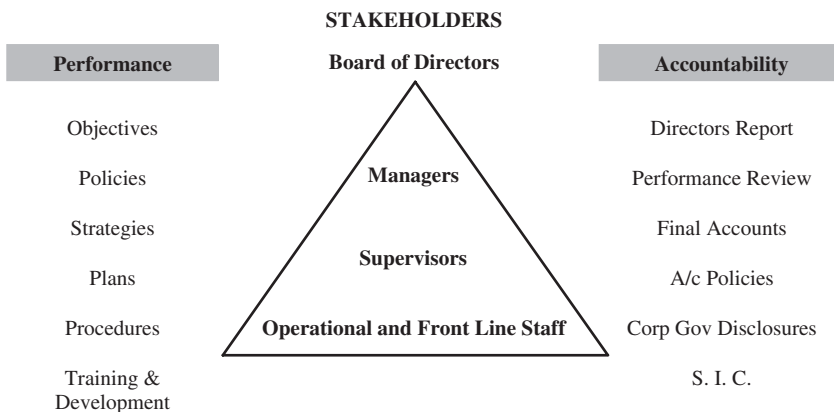 STAKEHOLDERS
Performance
Board of Directors
Accountability
Objectives
Directors Report
Policies
Managers
Performance Review
Strategies
Final Accounts
Supervisors
Plans
A/c Policies
Procedures
Operational and Front Line Staff
Corp Gov Disclosures
Training &
Development
S. I. C.